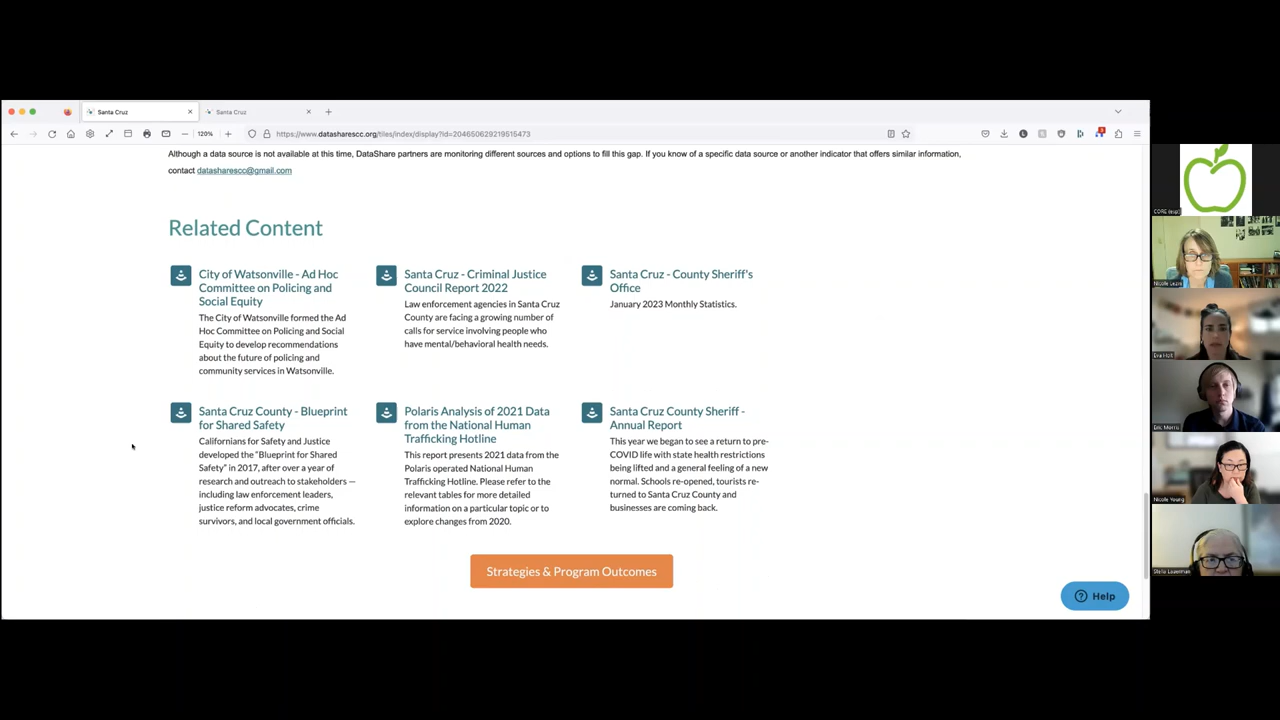 Santa Cruz
Santa Cruz
120%
https://www.datasharescc.org/tiles/index/display?id=204650629219515473
Although a data source is not available at this time, DataShare partners are monitoring different sources and options to fill this gap. If you know of a specific data source or another indicator that offers similar information,
contact datasharescc@gmail.com
Related Content
City of Watsonville - Ad Hoc
Committee on Policing and
Social Equity
The City of Watsonville formed the Ad
Hoc Committee on Policing and Social
Equity to develop recommendations
about the future of policing and
community services in Watsonville.
Santa Cruz - Criminal Justice
Council Report 2022
Law enforcement agencies in Santa Cruz
County are facing a growing number of
calls for service involving people who
have mental/behavioral health needs.
Santa Cruz - County Sheriff's
Office
January 2023 Monthly Statistics.
Santa Cruz County - Blueprint
for Shared Safety
Californians for Safety and Justice
developed the "Blueprint for Shared
Safety" in 2017, after over a year of
research and outreach to stakeholders —
including law enforcement leaders,
justice reform advocates, crime
survivors, and local government officials.
Polaris Analysis of 2021 Data
from the National Human
Trafficking Hotline
This report presents 2021 data from the
Polaris operated National Human
Trafficking Hotline. Please refer to the
relevant tables for more detailed
information on a particular topic or to
explore changes from 2020.
Santa Cruz County Sheriff -
Annual Report
This year we began to see a return to pre-
COVID life with state health restrictions
being lifted and a general feeling of a new
normal. Schools re-opened, tourists re-
turned to Santa Cruz County and
businesses are coming back.
Strategies & Program Outcomes
Help
Eva Holt
Nicole Young